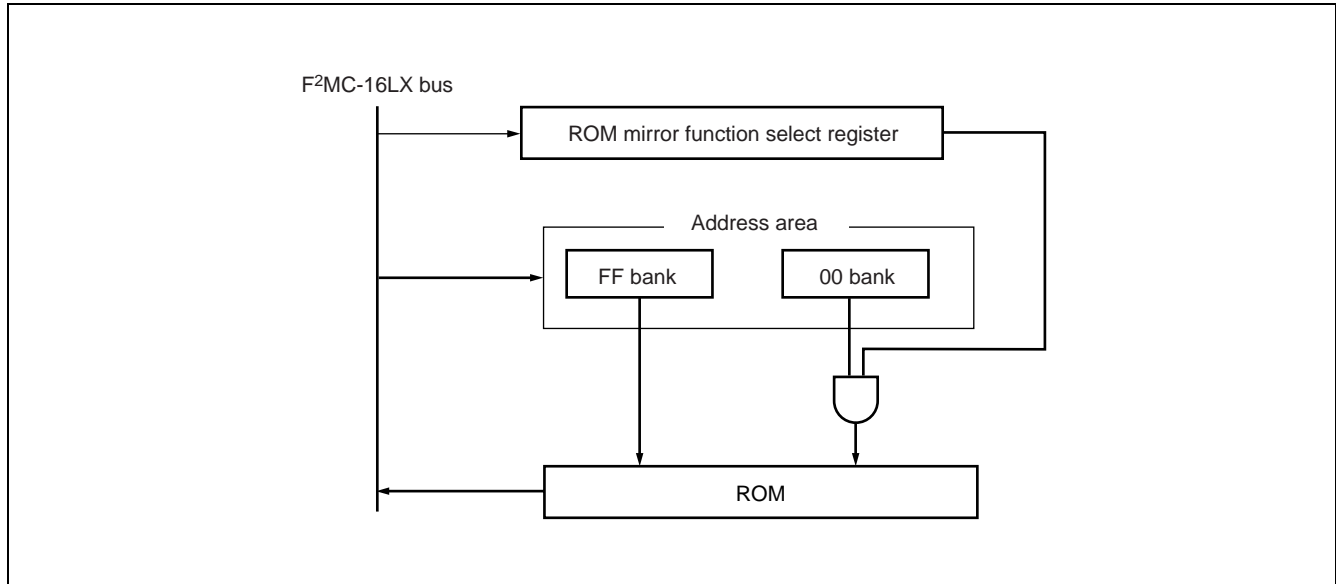 F²MC-16LX bus
ROM mirror function select register
Address area
FF bank
00 bank
ROM